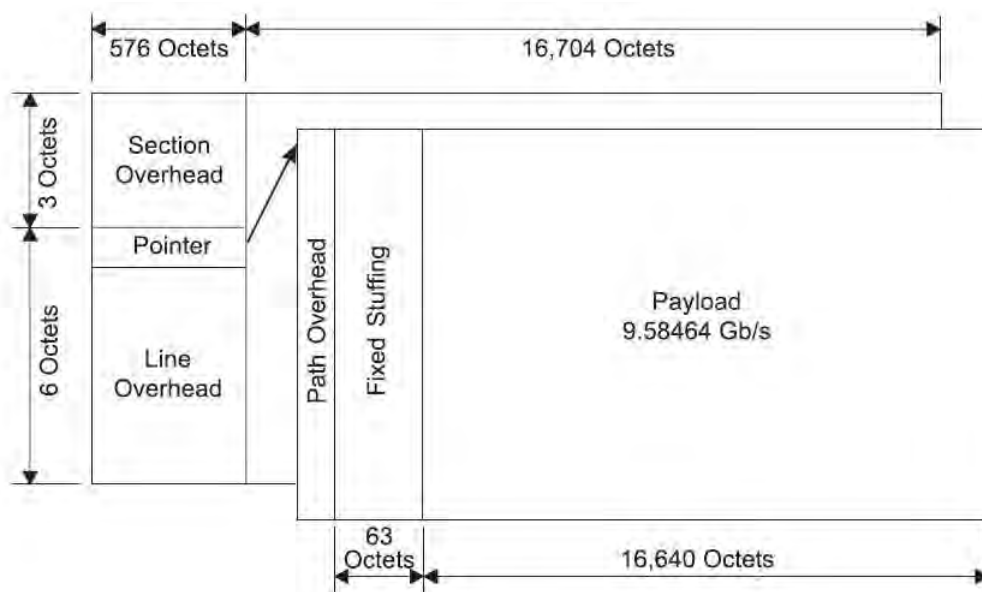 576 Octets
16,704 Octets
3 Octets
Section
Overhead
Pointer
6 Octets
Line
Overhead
Path Overhead
Fixed Stuffing
Payload
9.58464 Gb/s
63
Octets
16,640 Octets